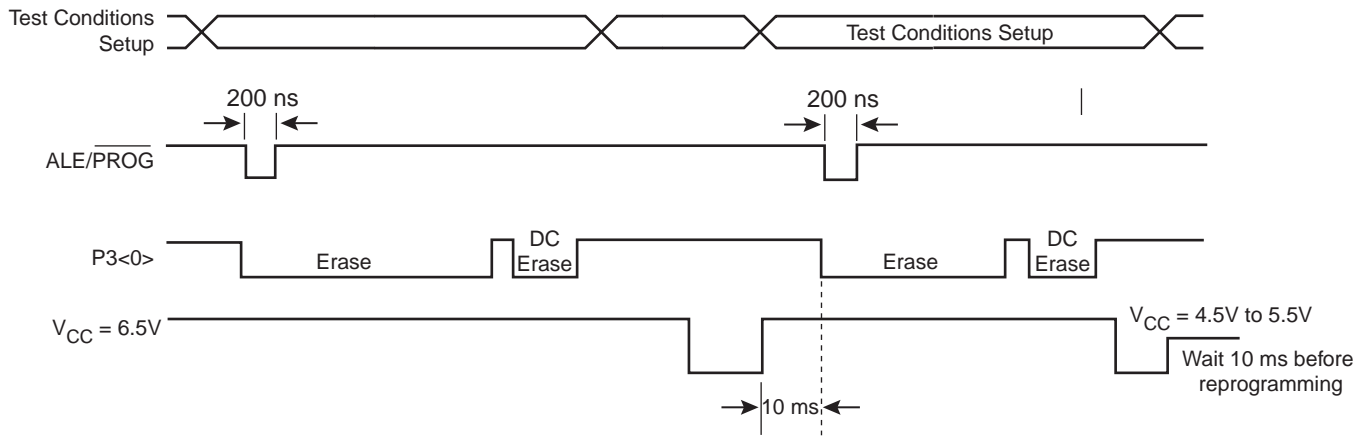 Test Conditions
Setup
Test Conditions Setup
200 ns
200 ns
ALE/PROG
P3<0>
Erase
DC
Erase
Erase
DC
Erase
VCC = 6.5V
VCC = 4.5V to 5.5V
Wait 10 ms before
reprogramming
10 ms